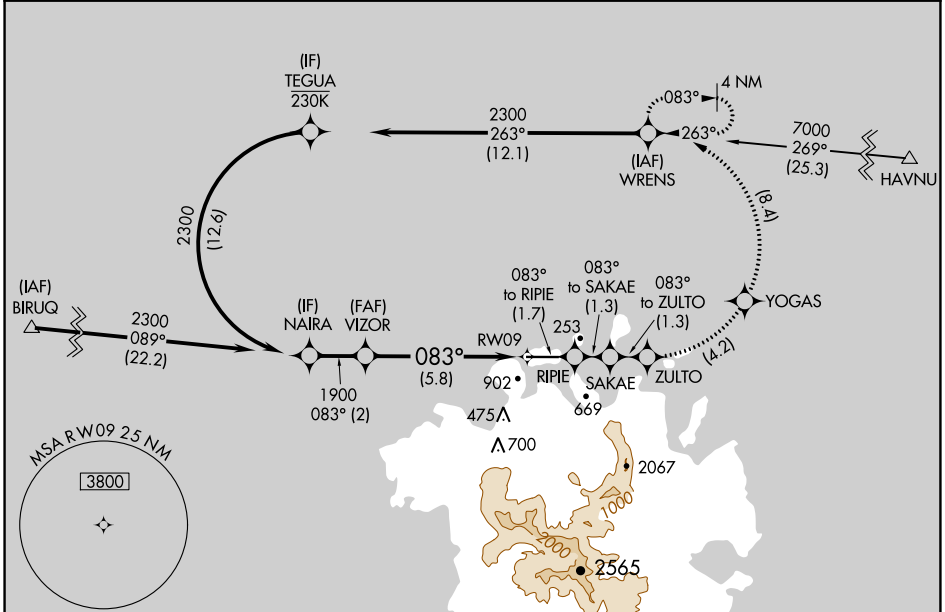 (IF)
TEGUA
230K
4 NM
083°
2300
263°
(12.1)
263°
7000
269°
(25.3)
(IAF)
WRENS
HAVNU
2300
(12.6)
(8.4)
(IAF)
BIRUQ
2300
089°
(22.2)
(IF)
NAIRA
(FAF)
VIZOR
083°
to RIPIE
(1.7)
083°
to SAKAE
(1.3)
083°
to ZULTO
(1.3)
YOGAS
RW09
253
083°
(5.8)
RIPIE
SAKAE
ZULTO
(4.2)
1900
083° (2)
902
669
475
700
MSA RW09 25 NM
3800
2067
1000
2000
2565